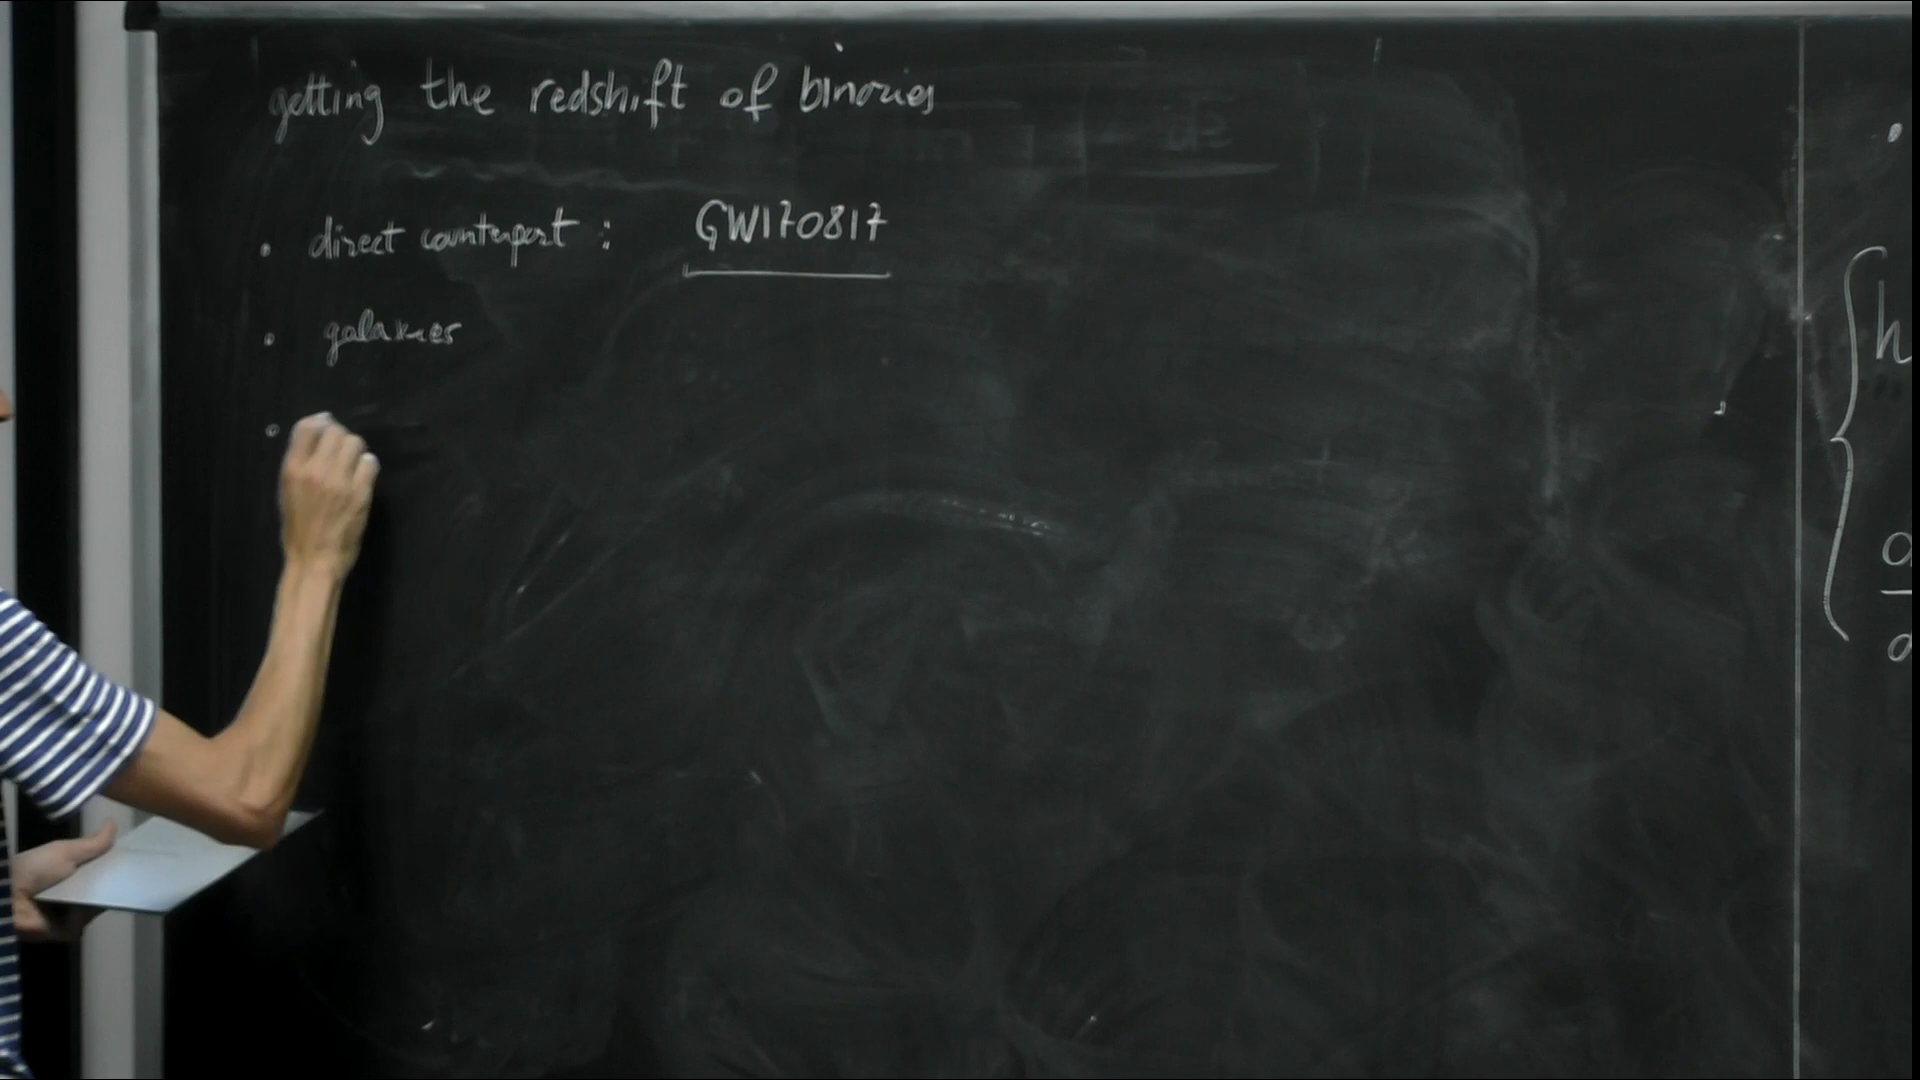 getting the redshift of binaries
• direct counterpart : GW170817
• galaxies
•
h